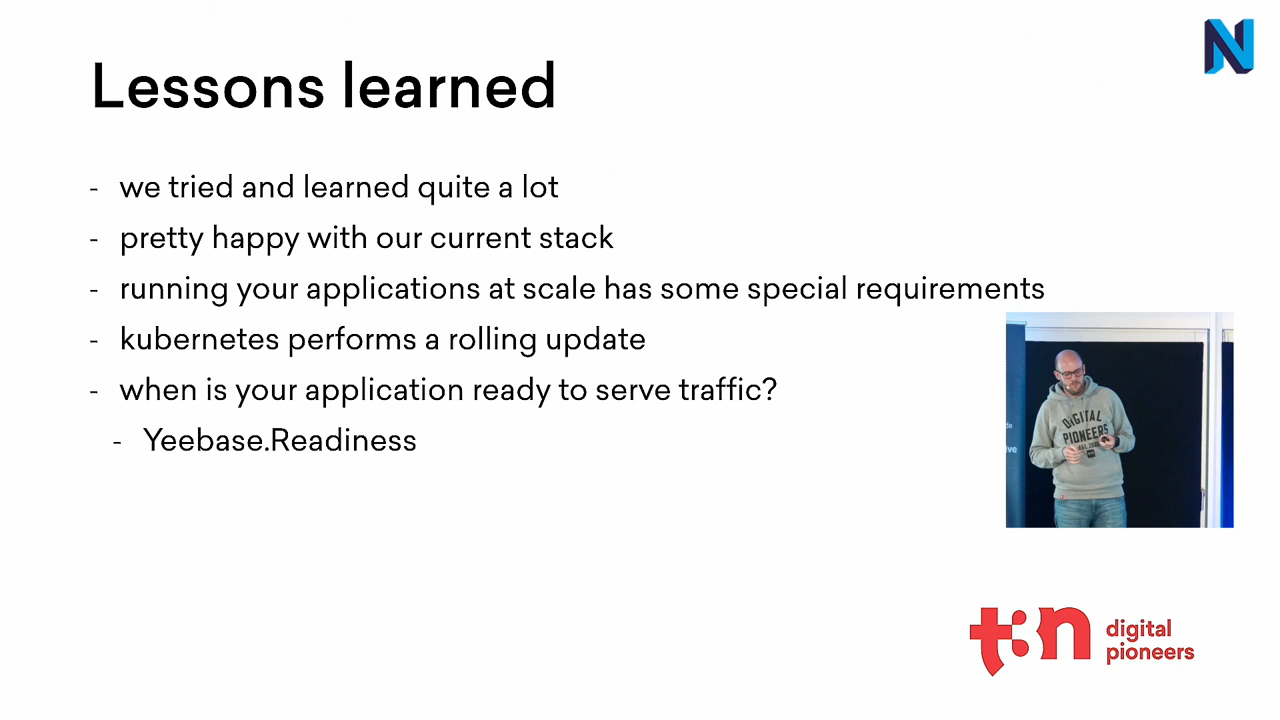 Lessons learned
- we tried and learned quite a lot
- pretty happy with our current stack
- running your applications at scale has some special requirements
- kubernetes performs a rolling update
- when is your application ready to serve traffic?
- Yeebase.Readiness
DIGITAL
PIONEERS
t3n digital
pioneers